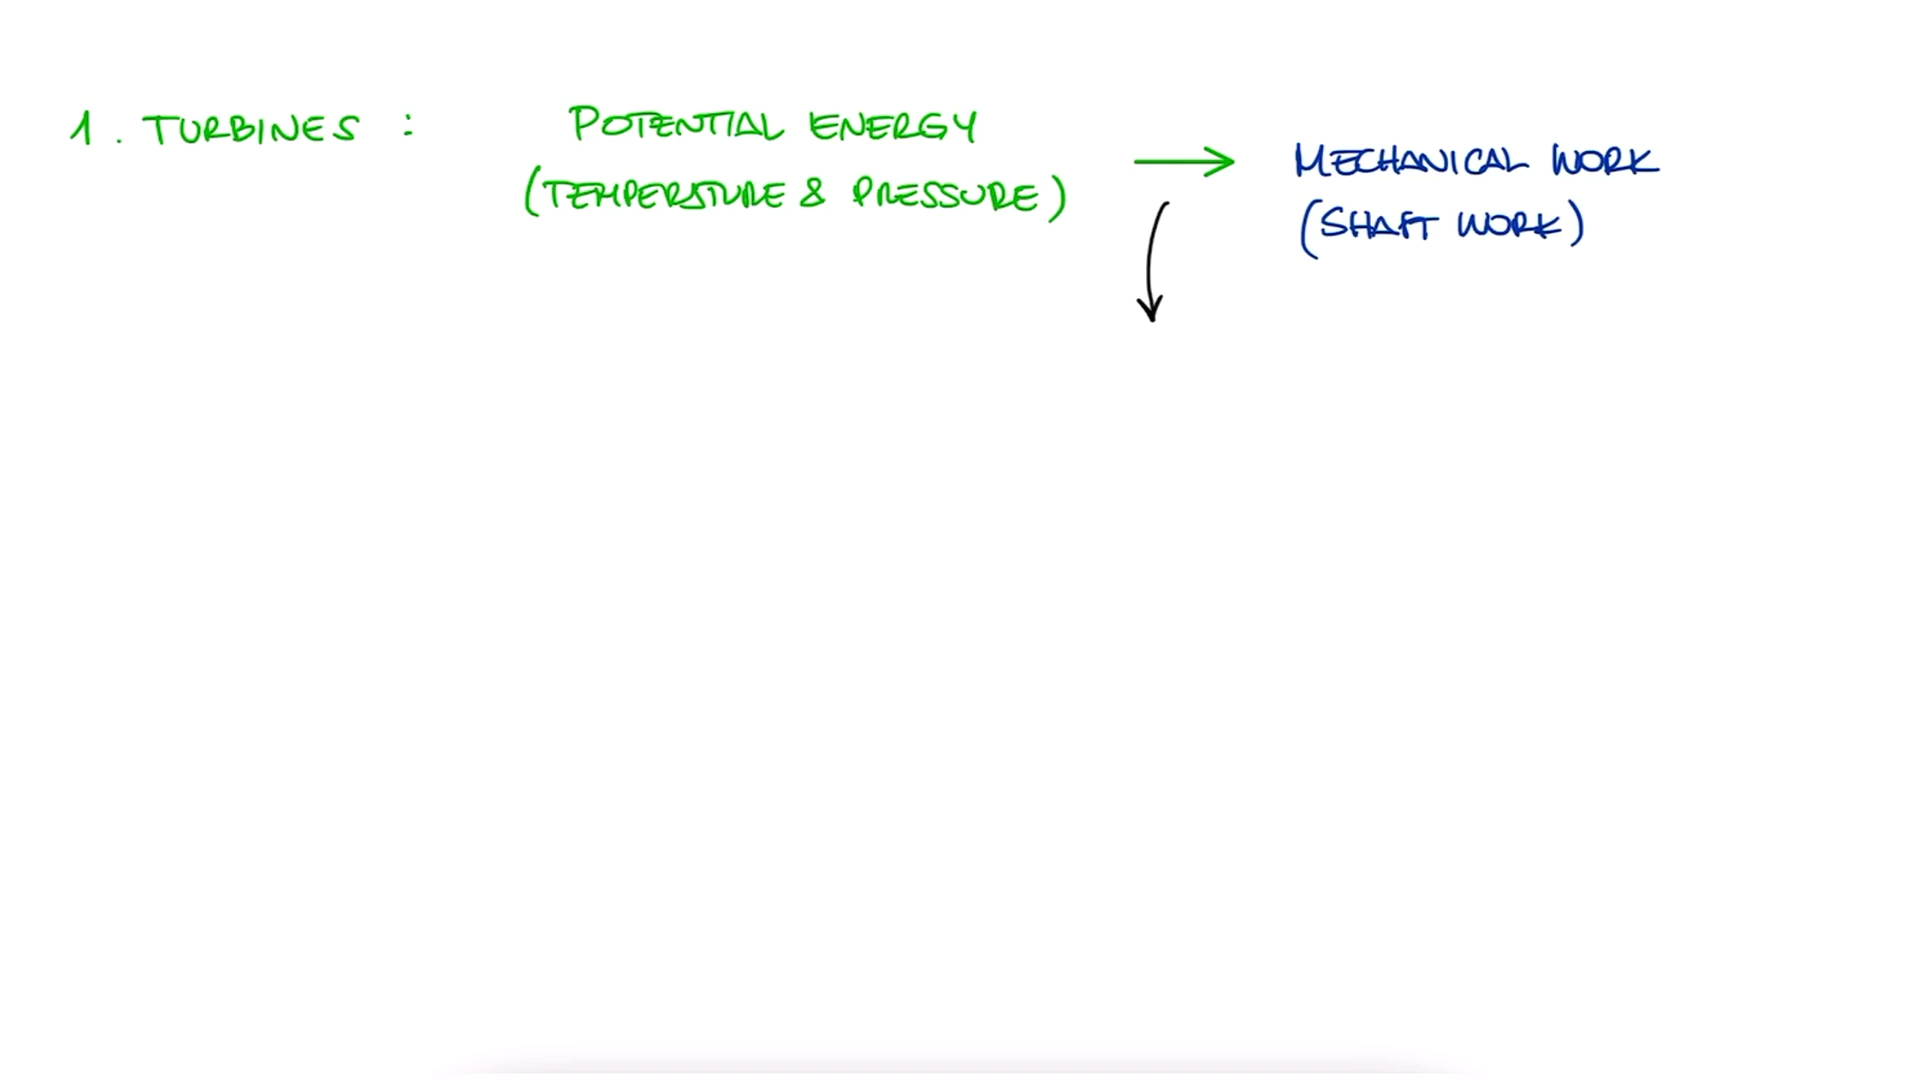 1. TURBINES :
POTENTIAL ENERGY
(TEMPERATURE & PRESSURE)
MECHANICAL WORK
(SHAFT WORK)